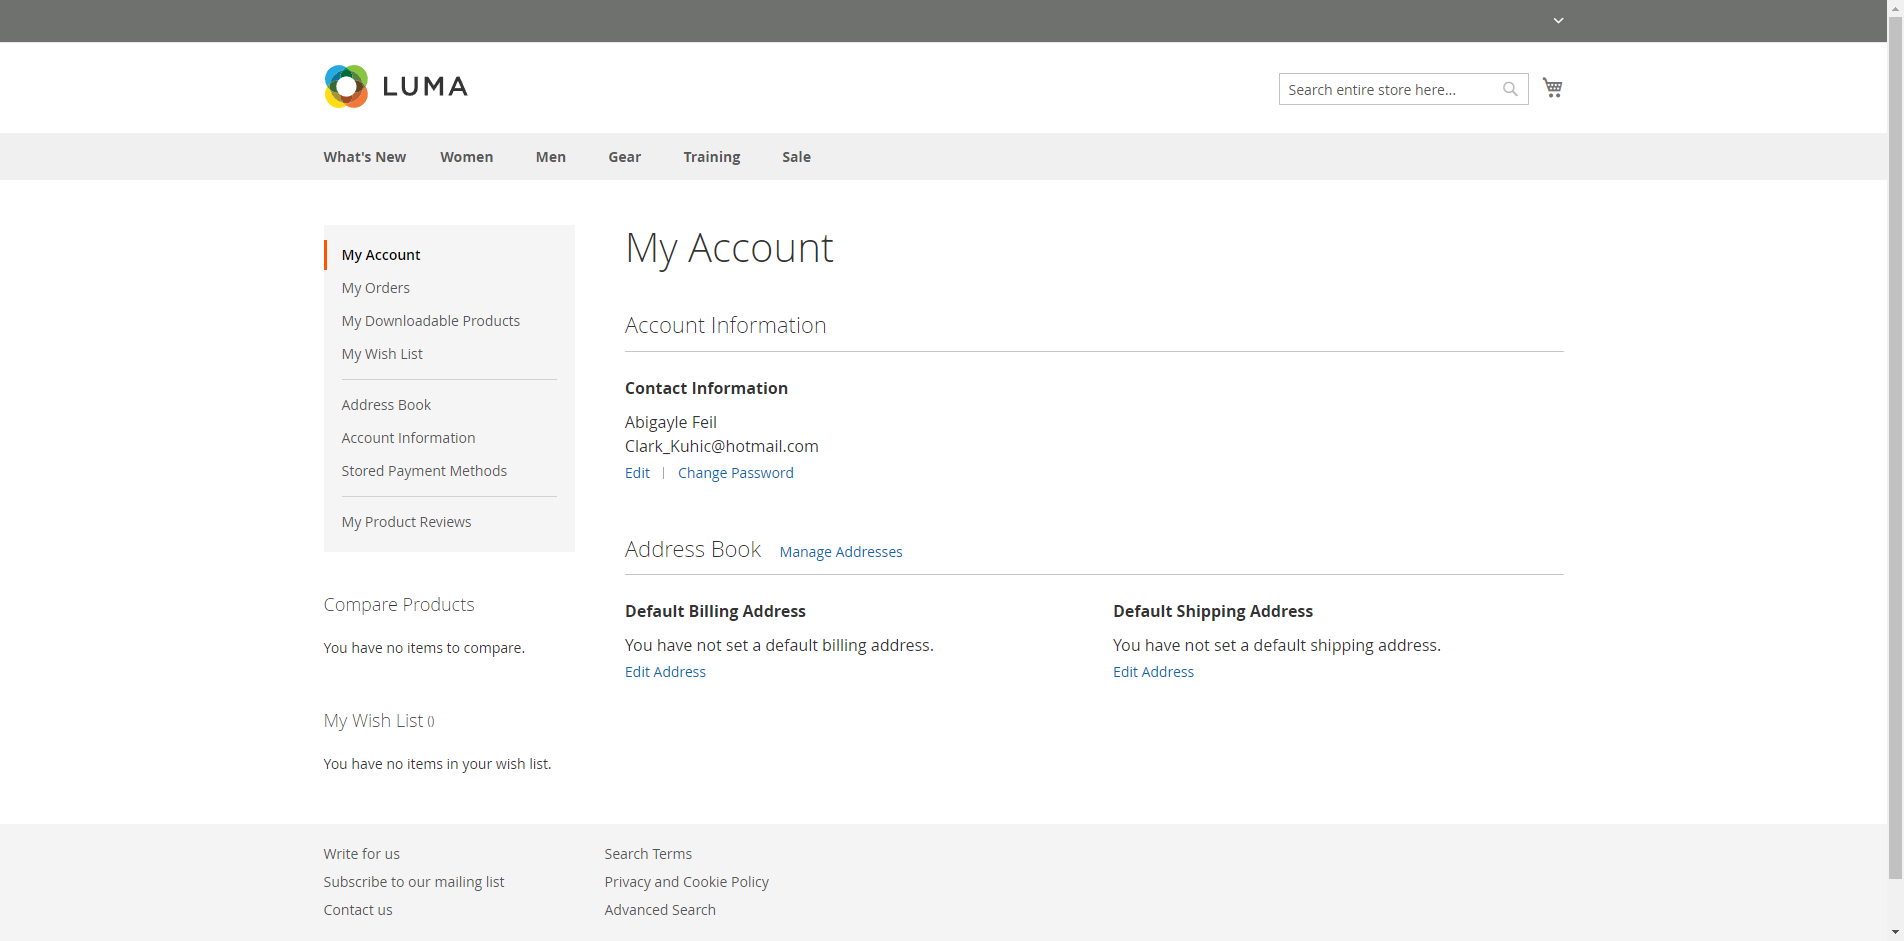 LUMA
Search entire store here...
What's New Women Men Gear Training Sale
My Account
My Orders
My Downloadable Products
My Wish List
Address Book
Account Information
Stored Payment Methods
My Product Reviews
Compare Products
You have no items to compare.
My Wish List ()
You have no items in your wish list.
My Account
Account Information
Contact Information
Abigayle Feil
Clark_Kuhic@hotmail.com
Edit | Change Password
Address Book Manage Addresses
Default Billing Address
You have not set a default billing address.
Edit Address
Default Shipping Address
You have not set a default shipping address.
Edit Address
Write for us
Subscribe to our mailing list
Contact us
Search Terms
Privacy and Cookie Policy
Advanced Search